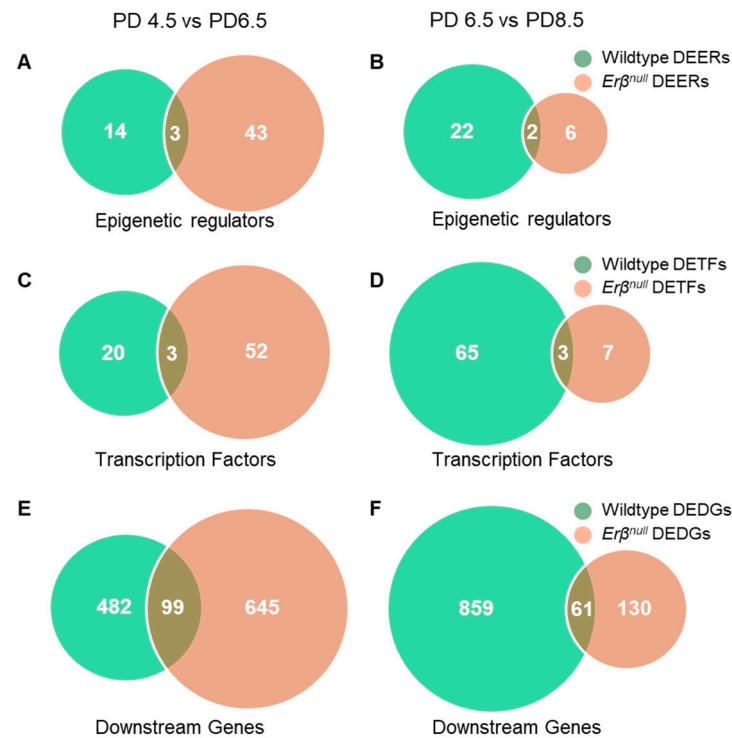 PD 4.5 vs PD6.5
PD 6.5 vs PD8.5
A
14
3
43
Epigenetic regulators
B
Wildtype DEERs
Erβnull DEERs
22
2
6
Epigenetic regulators
C
20
3
52
Transcription Factors
D
Wildtype DETFs
Erβnull DETFs
65
3
7
Transcription Factors
E
482
99
645
Downstream Genes
F
Wildtype DEDGs
Erβnull DEDGs
859
61
130
Downstream Genes